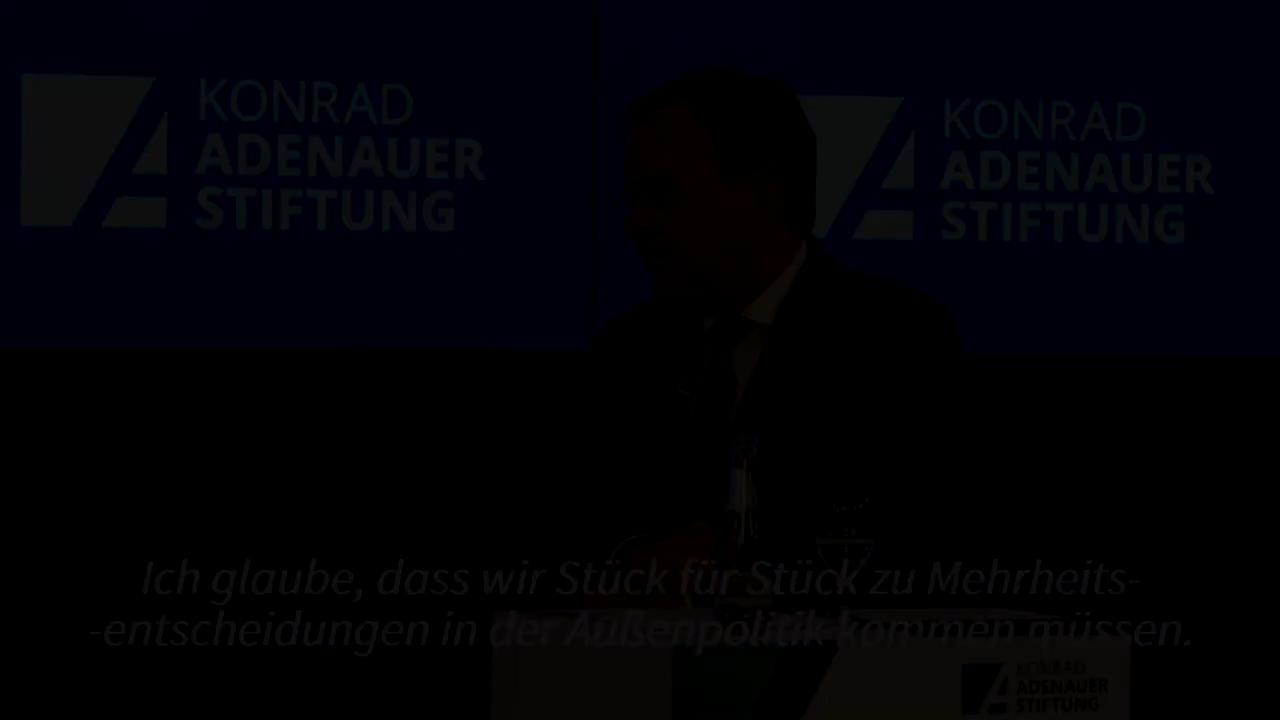 KONRAD
ADENAUER
STIFTUNG
KONRAD
ADENAUER
STIFTUNG
Ich glaube, dass wir Stück für Stück zu Mehrheits-
-entscheidungen in der Außenpolitik kommen müssen.
KONRAD
ADENAUER
STIFTUNG